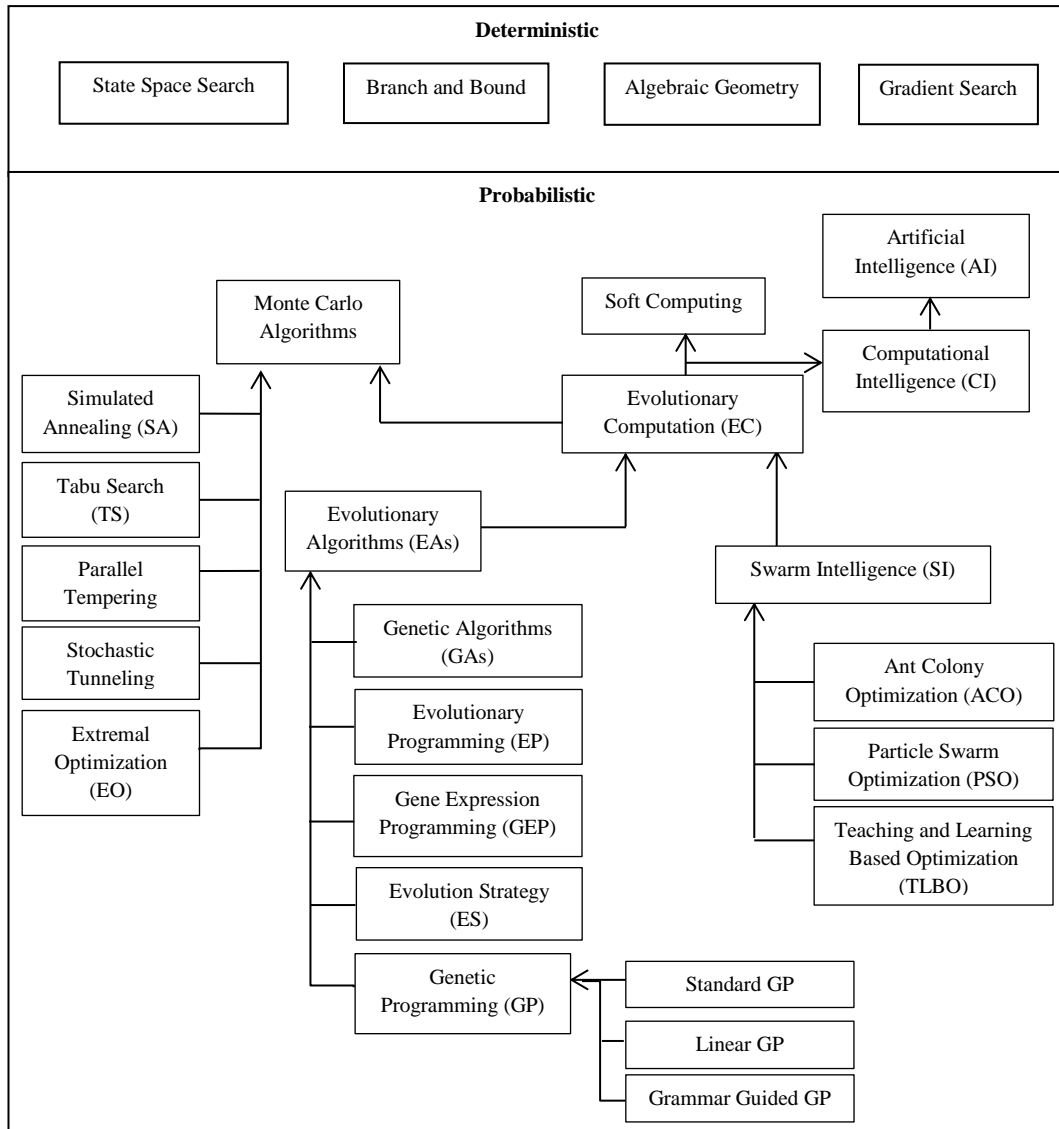 Deterministic
State Space Search
Branch and Bound
Algebraic Geometry
Gradient Search
Probabilistic
Artificial
Intelligence (AI)
Monte Carlo
Algorithms
Soft Computing
Computational
Intelligence (CI)
Simulated
Annealing (SA)
Evolutionary
Computation (EC)
Tabu Search
(TS)
Evolutionary
Algorithms (EAs)
Parallel
Tempering
Swarm Intelligence (SI)
Genetic Algorithms
(GAs)
Stochastic
Tunneling
Ant Colony
Optimization (ACO)
Evolutionary
Programming (EP)
Extremal
Optimization
(EO)
Particle Swarm
Optimization (PSO)
Gene Expression
Programming (GEP)
Teaching and Learning
Based Optimization
(TLBO)
Evolution Strategy
(ES)
Genetic
Programming (GP)
Standard GP
Linear GP
Grammar Guided GP